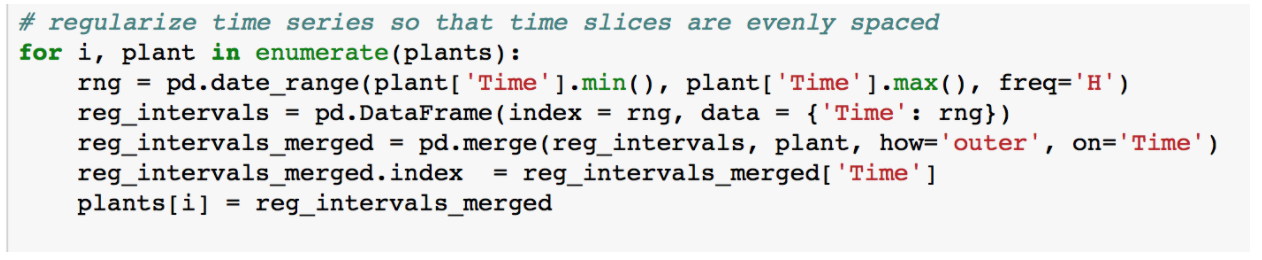 # regularize time series so that time slices are evenly spaced
for i, plant in enumerate(plants):
    rng = pd.date_range(plant['Time'].min(), plant['Time'].max(), freq='H')
    reg_intervals = pd.DataFrame(index = rng, data = {'Time': rng})
    reg_intervals_merged = pd.merge(reg_intervals, plant, how='outer', on='Time')
    reg_intervals_merged.index  = reg_intervals_merged['Time']
    plants[i] = reg_intervals_merged